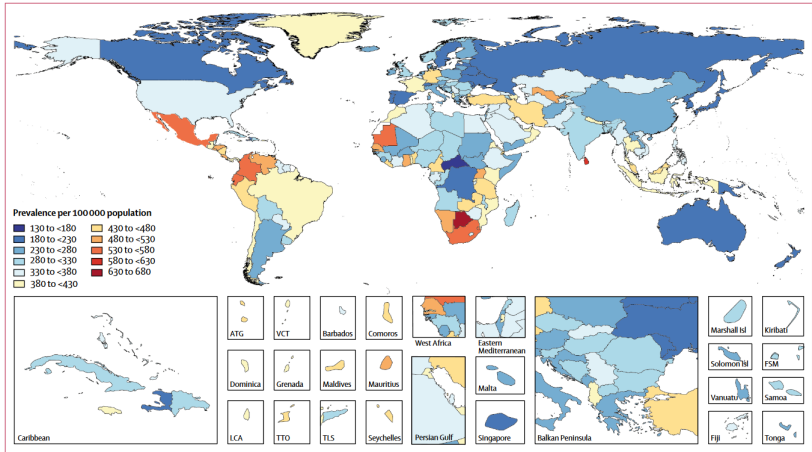 Prevalence per 100 000 population
130 to <180
180 to <230
230 to <280
280 to <330
330 to <380
380 to <430
430 to <480
480 to <530
530 to <580
580 to <630
630 to 680
Caribbean
ATG
VCT
Barbados
Comoros
West Africa
Eastern
Mediterranean
Dominica
Grenada
Maldives
Mauritius
Malta
LCA
TTO
TLS
Seychelles
Persian Gulf
Singapore
Balkan Peninsula
Marshall Isl
Kiribati
Solomon Isl
FSM
Vanuatu
Samoa
Fiji
Tonga